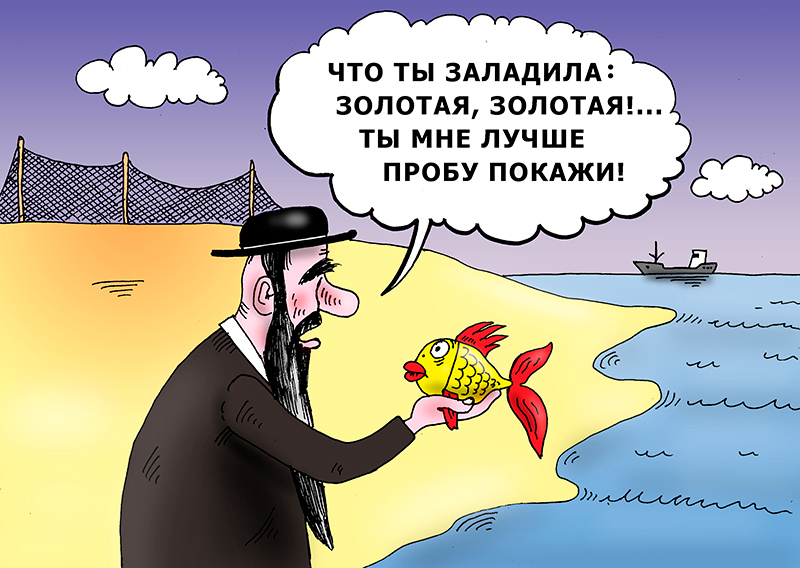 ЧТО ТЫ ЗАЛАДИЛА:
ЗОЛОТАЯ, ЗОЛОТАЯ!...
ТЫ МНЕ ЛУЧШЕ
ПРОБУ ПОКАЖИ!